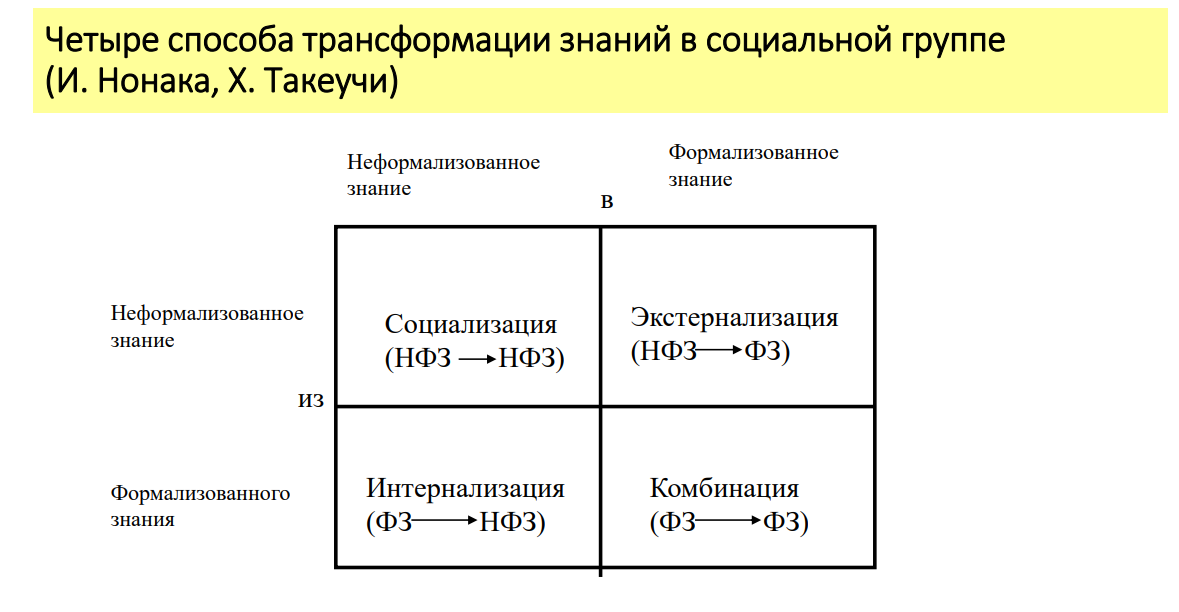 Четыре способа трансформации знаний в социальной группе
(И. Нонака, Х. Такеучи)
Неформализованное
знание
Формализованное
знание
в
Неформализованное
знание
Социализация
(НФЗ → НФЗ)
Экстернализация
(НФЗ → ФЗ)
из
Формализованного
знания
Интернализация
(ФЗ → НФЗ)
Комбинация
(ФЗ → ФЗ)